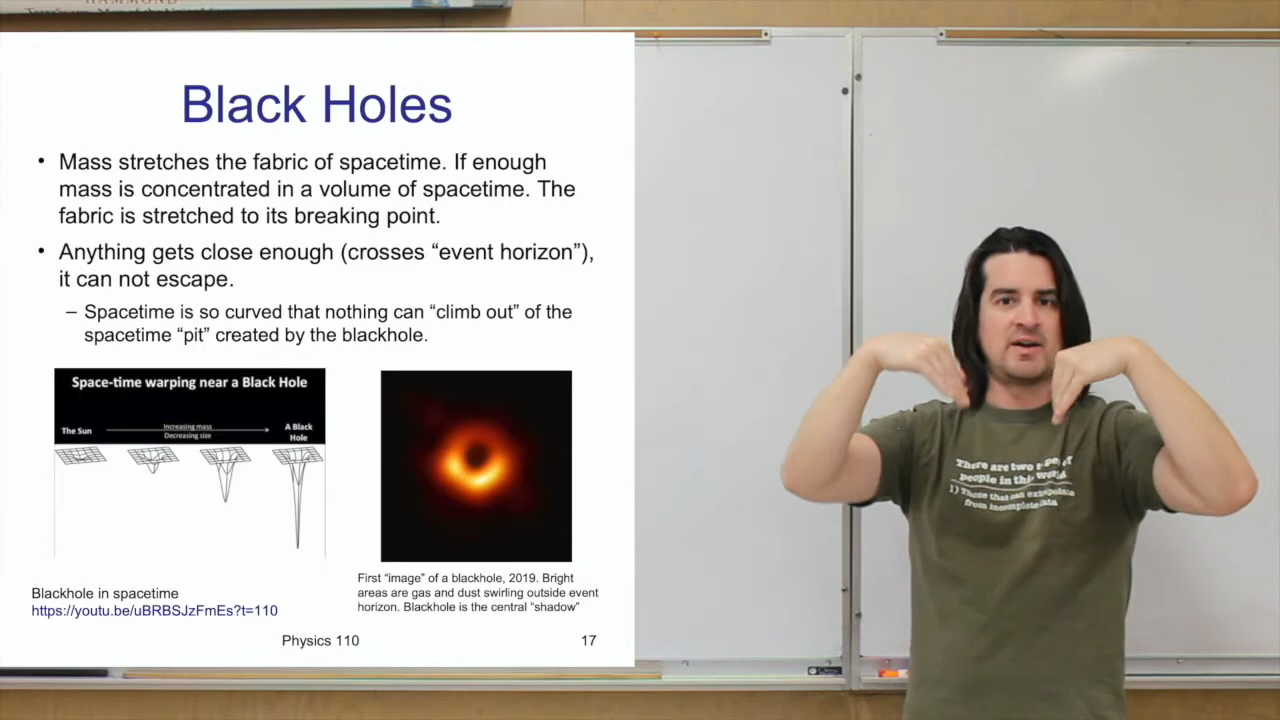 HAMMOND
Black Holes
• Mass stretches the fabric of spacetime. If enough
mass is concentrated in a volume of spacetime. The
fabric is stretched to its breaking point.
• Anything gets close enough (crosses “event horizon”),
it can not escape.
– Spacetime is so curved that nothing can “climb out” of the
spacetime “pit” created by the blackhole.
Space-time warping near a Black Hole
The Sun
Increasing mass
Decreasing size
A Black
Hole
Blackhole in spacetime
https://youtu.be/uBRBSJzFmEs?t=110
First “image” of a blackhole, 2019. Bright
areas are gas and dust swirling outside event
horizon. Blackhole is the central “shadow”
Physics 110
17
There are two types of
people in this world
1) Those that can extrapolate
from incomplete data